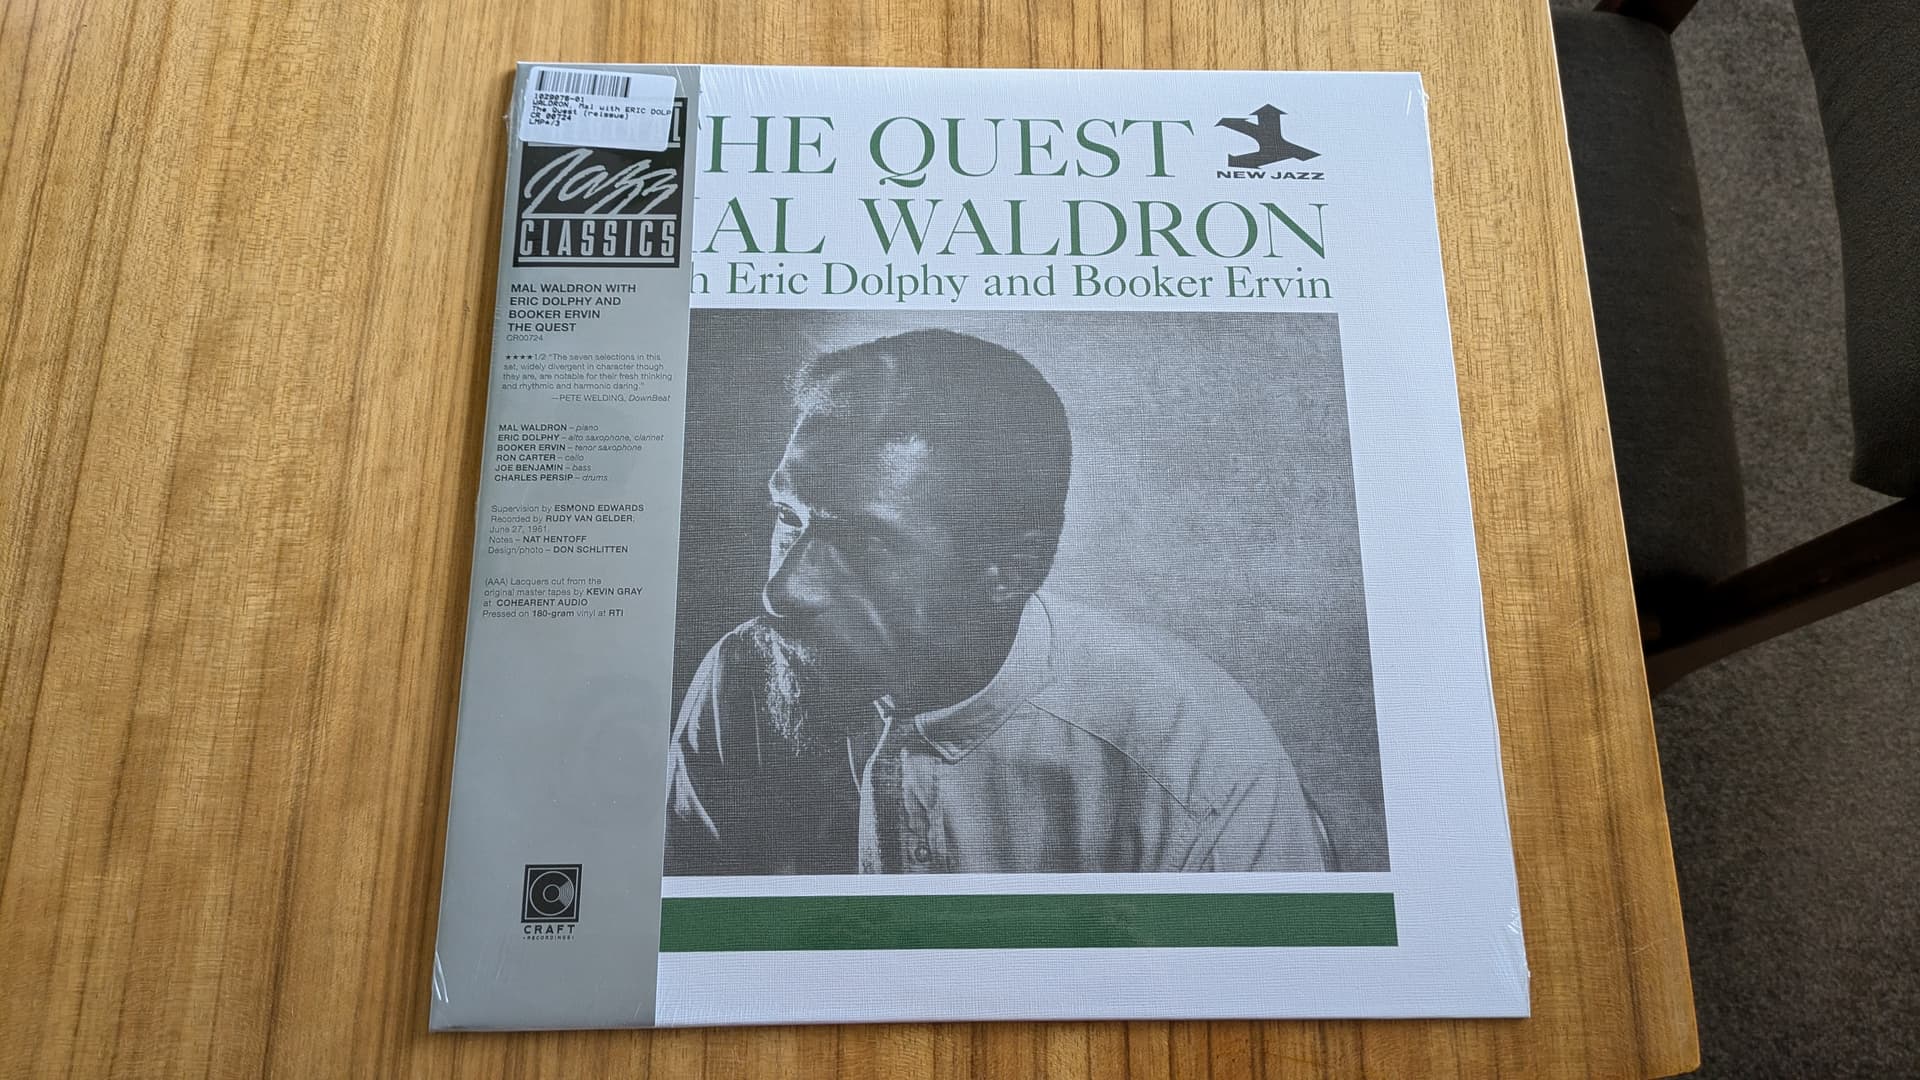 1029076-01
WALDRON, Mal with ERIC DOLP
The Quest (reissue)
CR 00724
LMP*/3
Jazz
CLASSICS
MAL WALDRON WITH
ERIC DOLPHY AND
BOOKER ERVIN
THE QUEST
CR00724
★★★★1/2 "The seven selections in this
set, widely divergent in character though
they are, are notable for their fresh thinking
and rhythmic and harmonic daring."
—PETE WELDING, DownBeat
MAL WALDRON – piano
ERIC DOLPHY – alto saxophone, clarinet
BOOKER ERVIN – tenor saxophone
RON CARTER – cello
JOE BENJAMIN – bass
CHARLES PERSIP – drums
Supervision by ESMOND EDWARDS
Recorded by RUDY VAN GELDER;
June 27, 1961
Notes – NAT HENTOFF
Design/photo – DON SCHLITTEN
(AAA) Lacquers cut from the
original master tapes by KEVIN GRAY
at COHEARENT AUDIO
Pressed on 180-gram vinyl at RTI
CRAFT
RECORDINGS
THE QUEST
NEW JAZZ
AL WALDRON
h Eric Dolphy and Booker Ervin